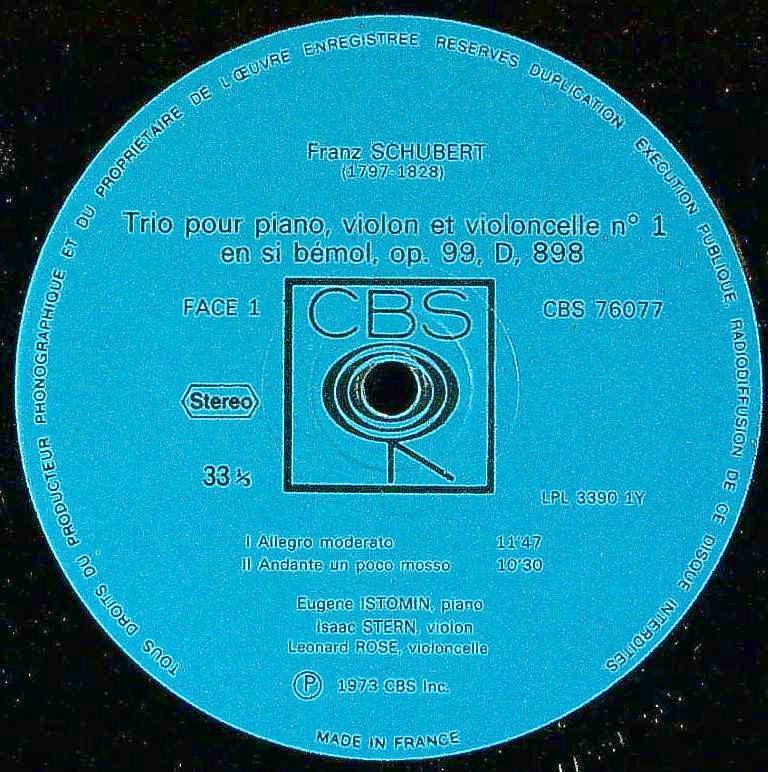 TOUS DROITS DU PRODUCTEUR PHONOGRAPHIQUE ET DU PROPRIÉTAIRE DE L'ŒUVRE ENREGISTRÉE RÉSERVÉS DUPLICATION EXÉCUTION PUBLIQUE, RADIODIFFUSION DE CE DISQUE INTERDITES.
Franz SCHUBERT
(1797-1828)
Trio pour piano, violon et violoncelle n° 1
en si bémol, op. 99, D, 898
FACE 1
CBS
CBS 76077
Stereo
33⅓
LPL 3390 1Y
I Allegro moderato 11'47
II Andante un poco mosso 10'30
Eugene ISTOMIN, piano
Isaac STERN, violon
Leonard ROSE, violoncelle
Ⓟ 1973 CBS Inc.
MADE IN FRANCE